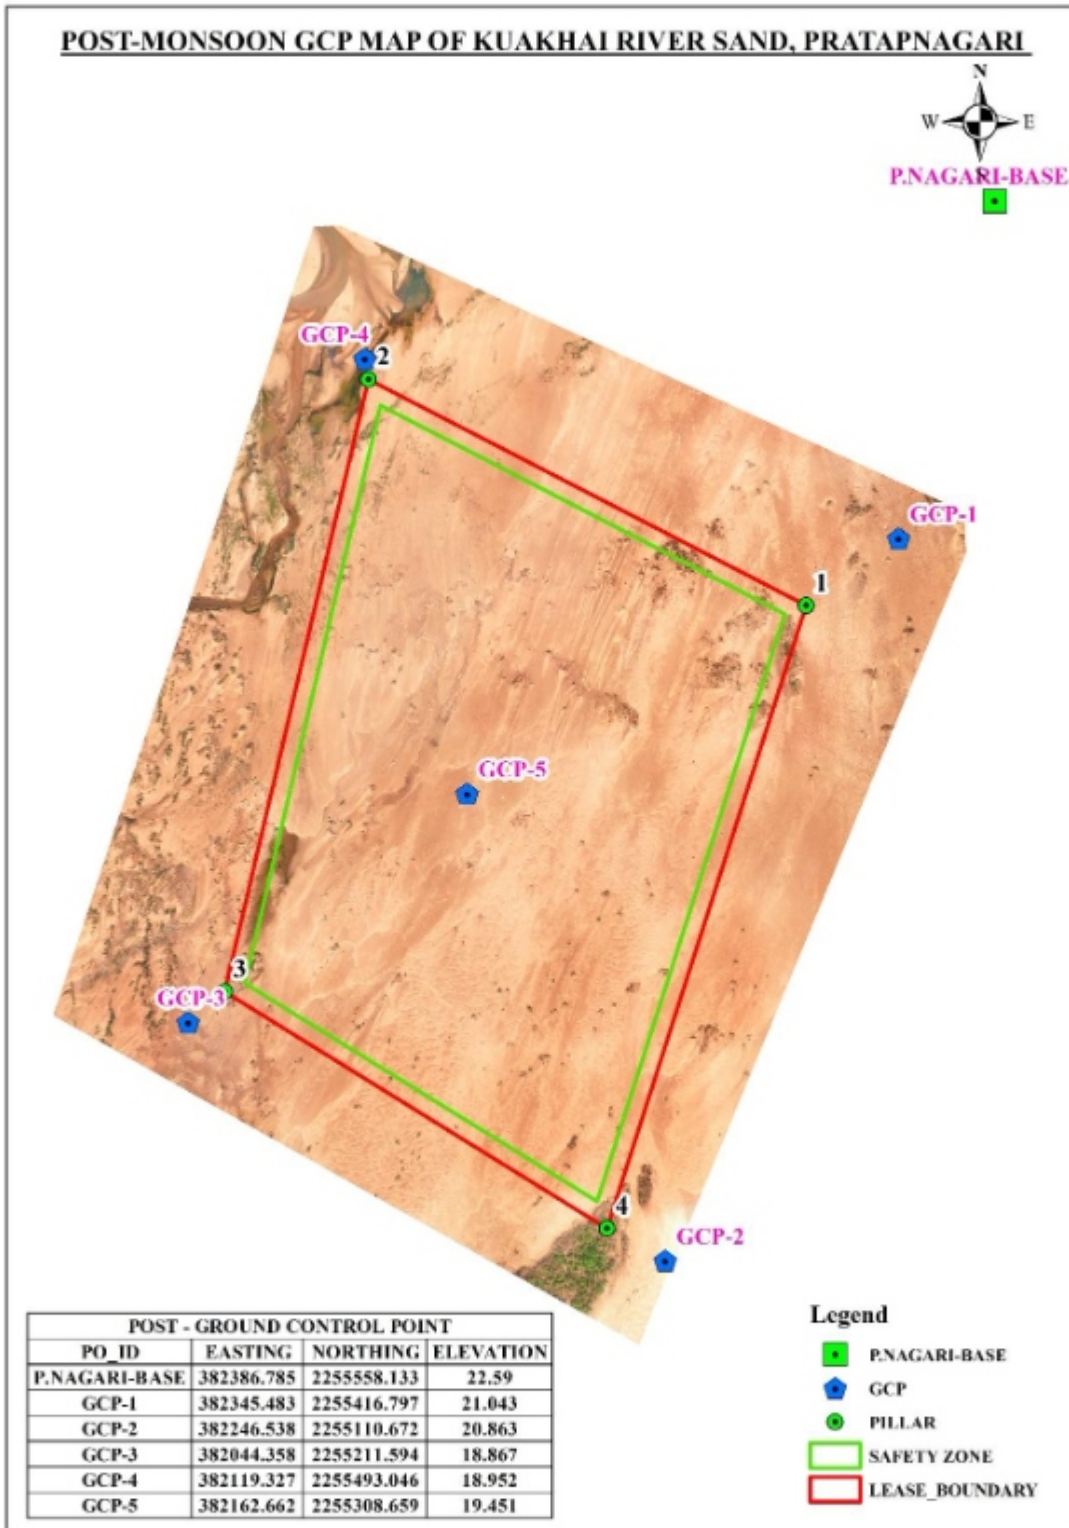 POST-MONSOON GCP MAP OF KUAKHAI RIVER SAND, PRATAPNAGARI
N
W E
S
P.NAGARI-BASE
GCP-4
2
GCP-1
1
GCP-5
3
GCP-3
4
GCP-2
POST - GROUND CONTROL POINT
PO_ID EASTING NORTHING ELEVATION
P.NAGARI-BASE 382386.785 2255558.133 22.59
GCP-1 382345.483 2255416.797 21.043
GCP-2 382246.538 2255110.672 20.863
GCP-3 382044.358 2255211.594 18.867
GCP-4 382119.327 2255493.046 18.952
GCP-5 382162.662 2255308.659 19.451
Legend
P.NAGARI-BASE
GCP
PILLAR
SAFETY ZONE
LEASE_BOUNDARY